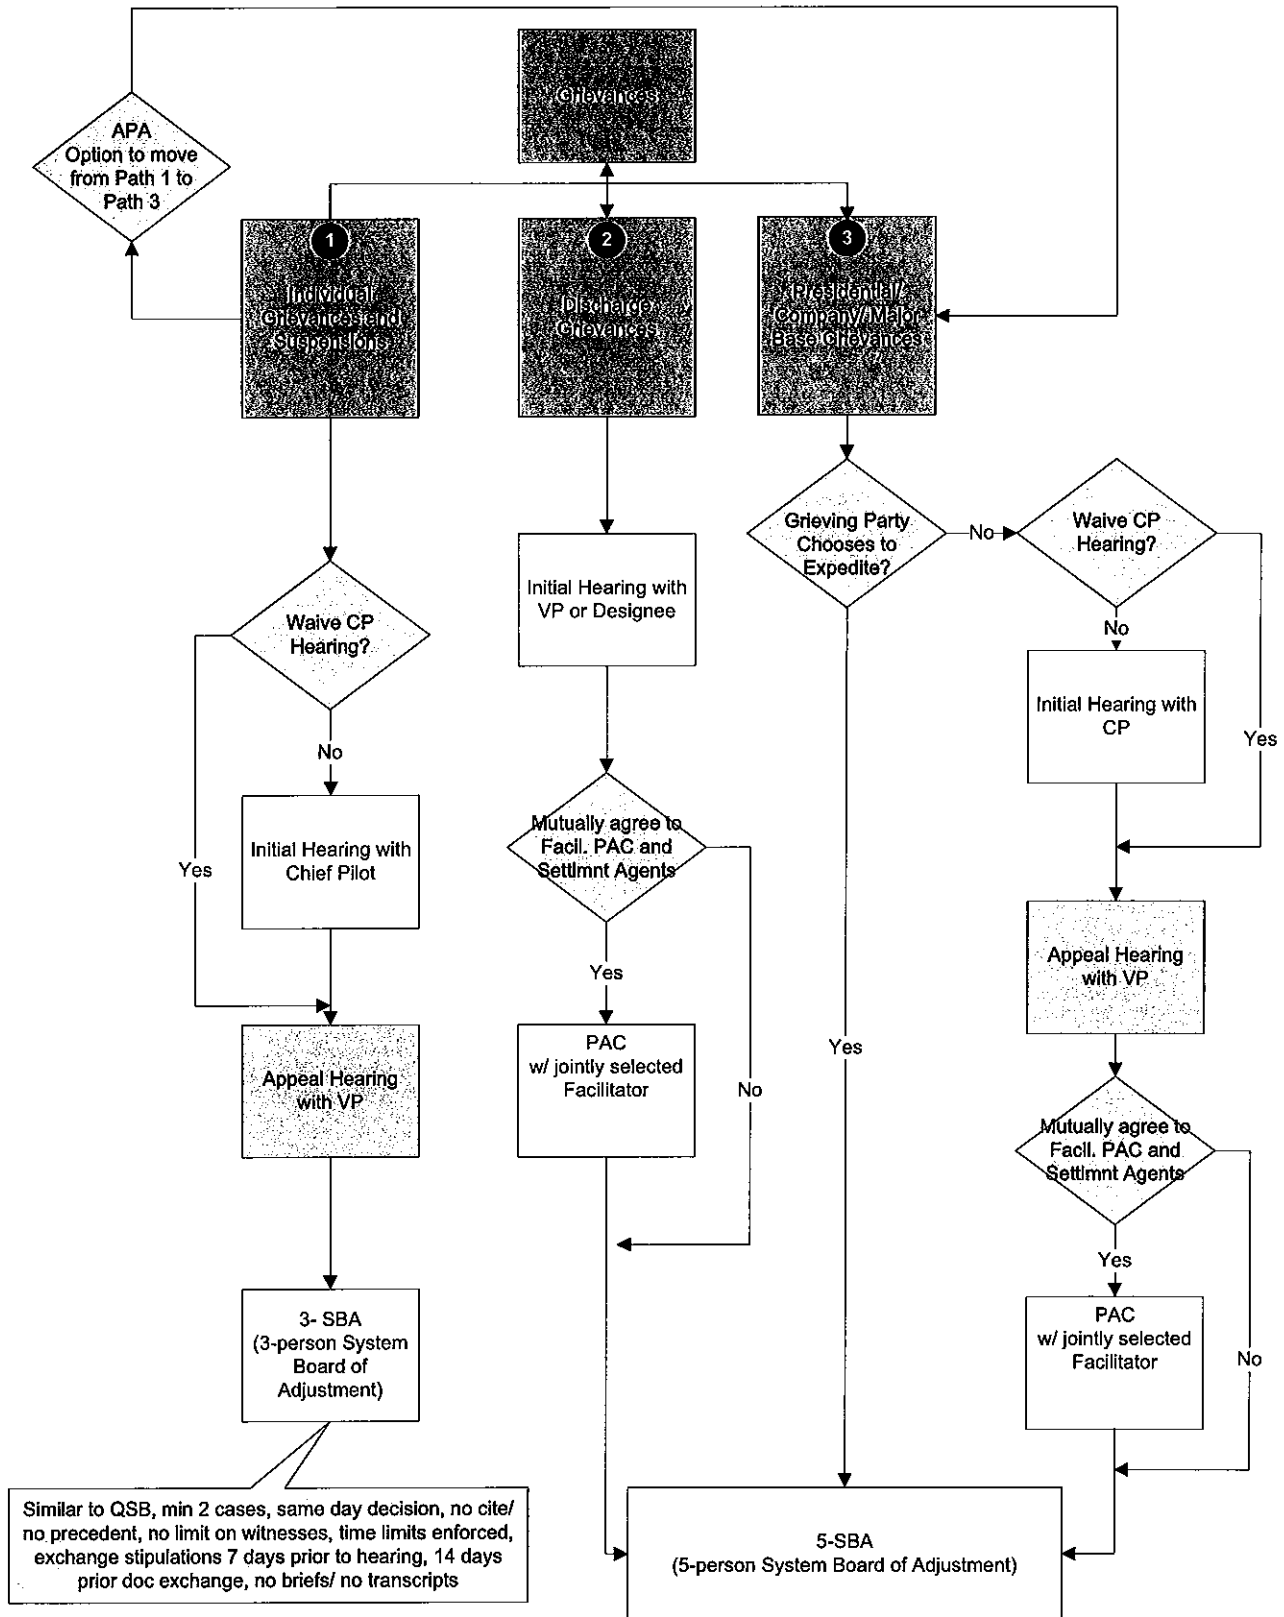 Grievances
APA
Option to move
from Path 1 to
Path 3
1
Individual
Grievances and
Suspensions
2
Discharge
Grievances
3
Presidential/
Company/ Major
Base Grievances
Waive CP
Hearing?
No
Yes
Initial Hearing with
Chief Pilot
Appeal Hearing
with VP
3- SBA
(3-person System
Board of
Adjustment)
Similar to QSB, min 2 cases, same day decision, no cite/
no precedent, no limit on witnesses, time limits enforced,
exchange stipulations 7 days prior to hearing, 14 days
prior doc exchange, no briefs/ no transcripts
Initial Hearing with
VP or Designee
Mutually agree to
Facil. PAC and
Settlmnt Agents
Yes
No
PAC
w/ jointly selected
Facilitator
Grieving Party
Chooses to
Expedite?
No
Yes
Waive CP
Hearing?
No
Yes
Initial Hearing with
CP
Appeal Hearing
with VP
Mutually agree to
Facil. PAC and
Settlmnt Agents
Yes
No
PAC
w/ jointly selected
Facilitator
5-SBA
(5-person System Board of Adjustment)